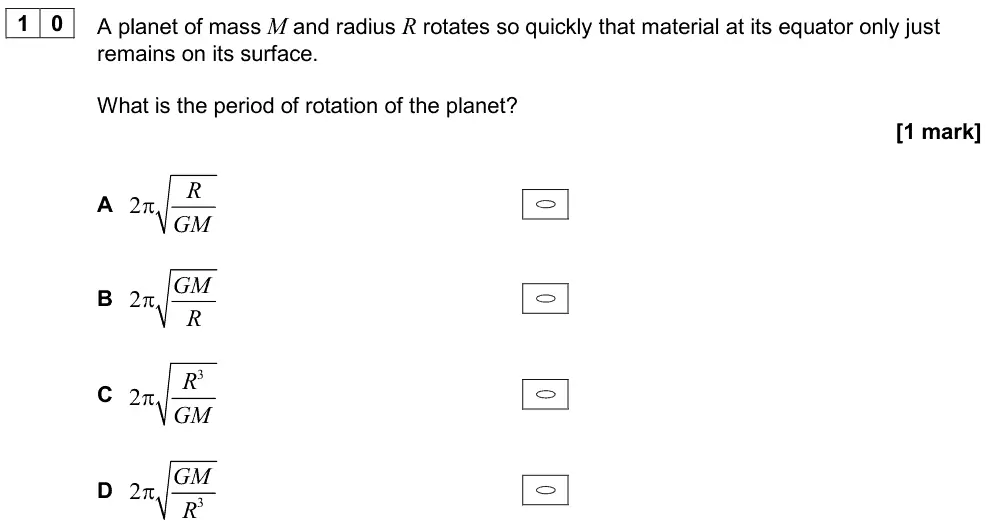 1 0 A planet of mass M and radius R rotates so quickly that material at its equator only just
remains on its surface.
What is the period of rotation of the planet?
[1 mark]
A 2π√(R/GM)
B 2π√(GM/R)
C 2π√(R³/GM)
D 2π√(GM/R³)